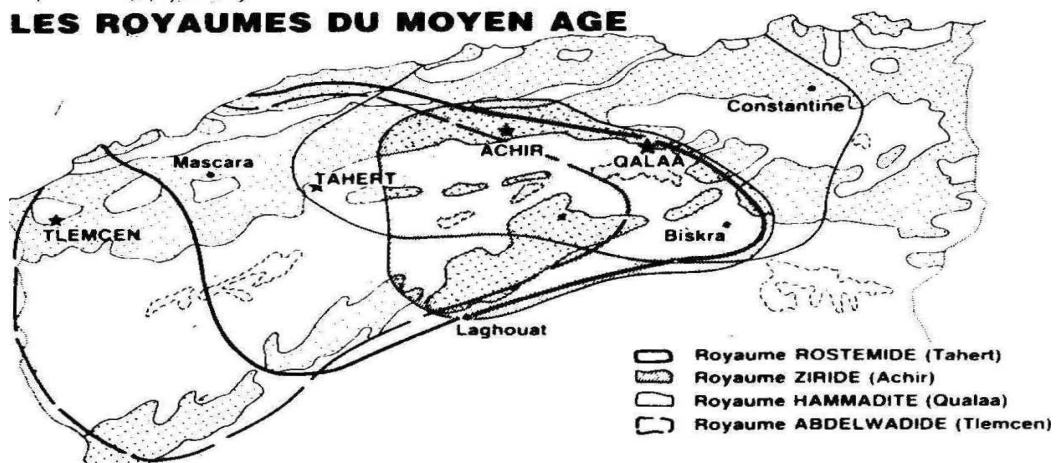 LES ROYAUMES DU MOYEN AGE
Constantine
ACHIR
QALAA
Mascara
TAHERT
TLEMCEN
Biskra
Laghouat
Royaume ROSTEMIDE (Tahert)
Royaume ZIRIDE (Achir)
Royaume HAMMADITE (Qualaa)
Royaume ABDELWADIDE (Tlemcen)